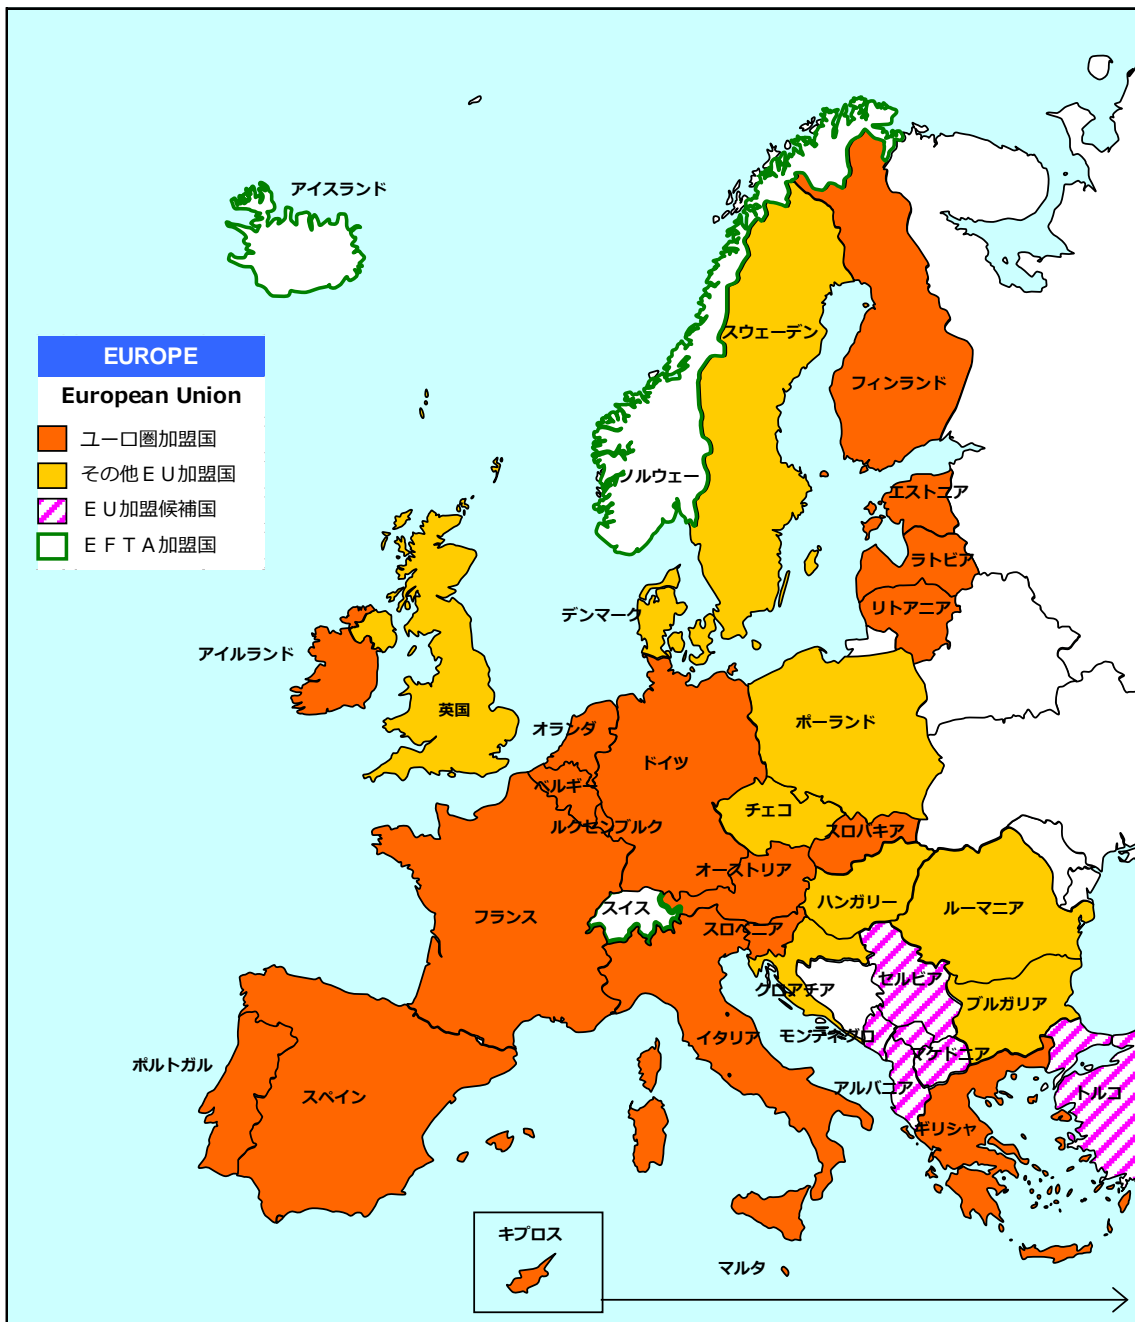 アイスランド
EUROPE
European Union
ユーロ圏加盟国
その他ＥＵ加盟国
ＥＵ加盟候補国
ＥＦＴＡ加盟国
スウェーデン
フィンランド
ノルウェー
エストニア
ラトビア
リトアニア
デンマーク
アイルランド
英国
オランダ
ポーランド
ドイツ
ベルギー
チェコ
ルクセンブルク
スロバキア
オーストリア
ハンガリー
スイス
ルーマニア
フランス
スロベニア
セルビア
クロアチア
ブルガリア
モンテネグロ
イタリア
マケドニア
ポルトガル
スペイン
アルバニア
トルコ
ギリシャ
キプロス
マルタ